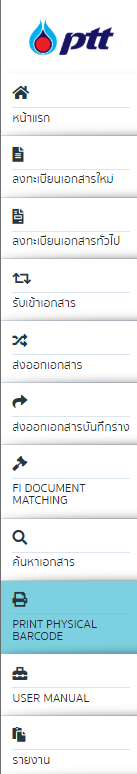 ptt
หน้าแรก
ลงทะเบียนเอกสารใหม่
ลงทะเบียนเอกสารทั่วไป
รับเข้าเอกสาร
ส่งออกเอกสาร
ส่งออกเอกสารบันทึกร่าง
FI DOCUMENT
MATCHING
ค้นหาเอกสาร
PRINT PHYSICAL
BARCODE
USER MANUAL
รายงาน